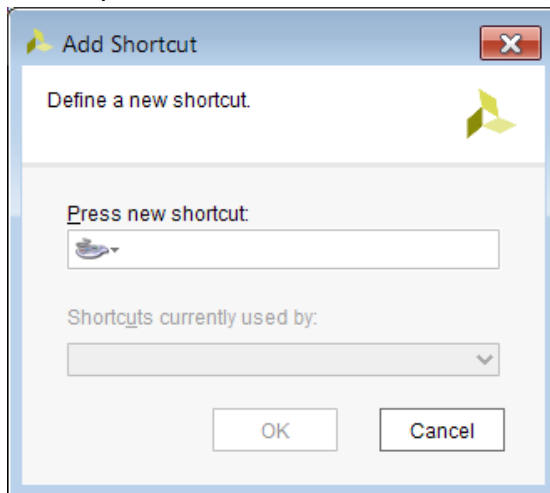 Add Shortcut
Define a new shortcut.
Press new shortcut:
Shortcuts currently used by:
OK
Cancel